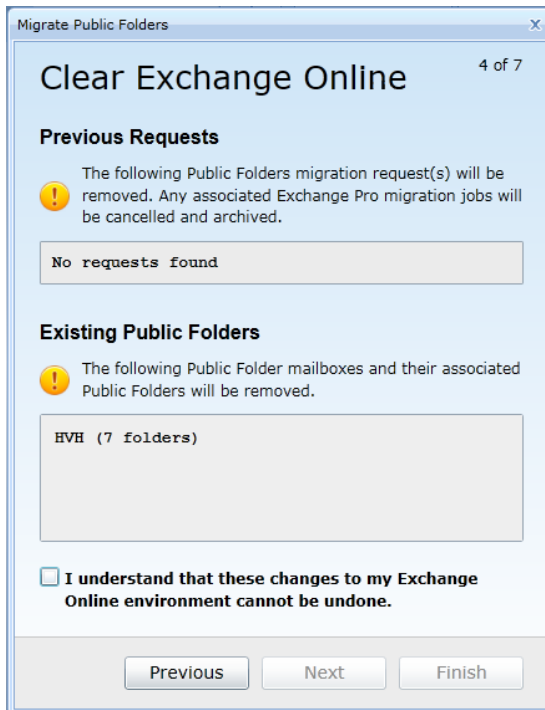 Migrate Public Folders
x
Clear Exchange Online
4 of 7
Previous Requests
!
The following Public Folders migration request(s) will be
removed. Any associated Exchange Pro migration jobs will
be cancelled and archived.
No requests found
Existing Public Folders
!
The following Public Folder mailboxes and their associated
Public Folders will be removed.
HVH (7 folders)
I understand that these changes to my Exchange
Online environment cannot be undone.
Previous
Next
Finish